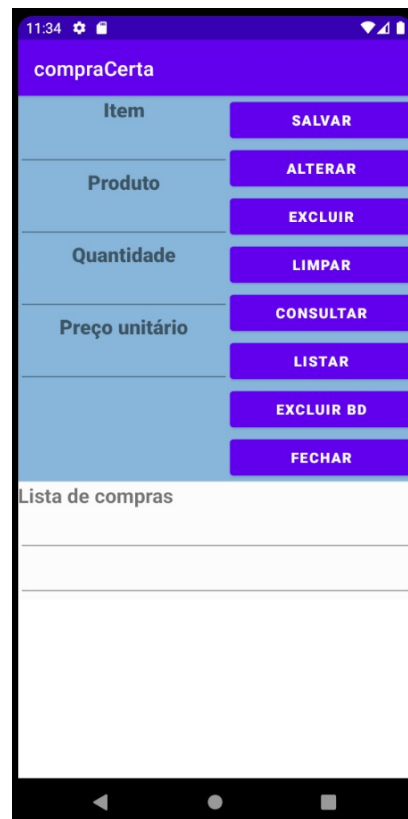 11:34
compraCerta
Item
Produto
Quantidade
Preço unitário
SALVAR
ALTERAR
EXCLUIR
LIMPAR
CONSULTAR
LISTAR
EXCLUIR BD
FECHAR
Lista de compras